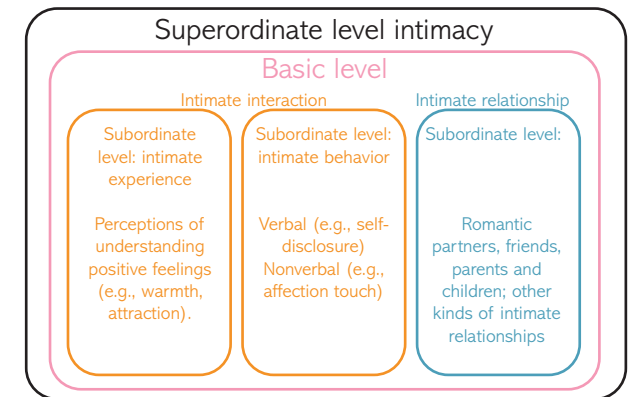 Superordinate level intimacy
Basic level
Intimate interaction
Intimate relationship
Subordinate
level: intimate
experience
Perceptions of
understanding
positive feelings
(e.g., warmth,
attraction).
Subordinate level:
intimate behavior
Verbal (e.g., self-
disclosure)
Nonverbal (e.g.,
affection touch)
Subordinate level:
Romantic
partners, friends,
parents and
children; other
kinds of intimate
relationships